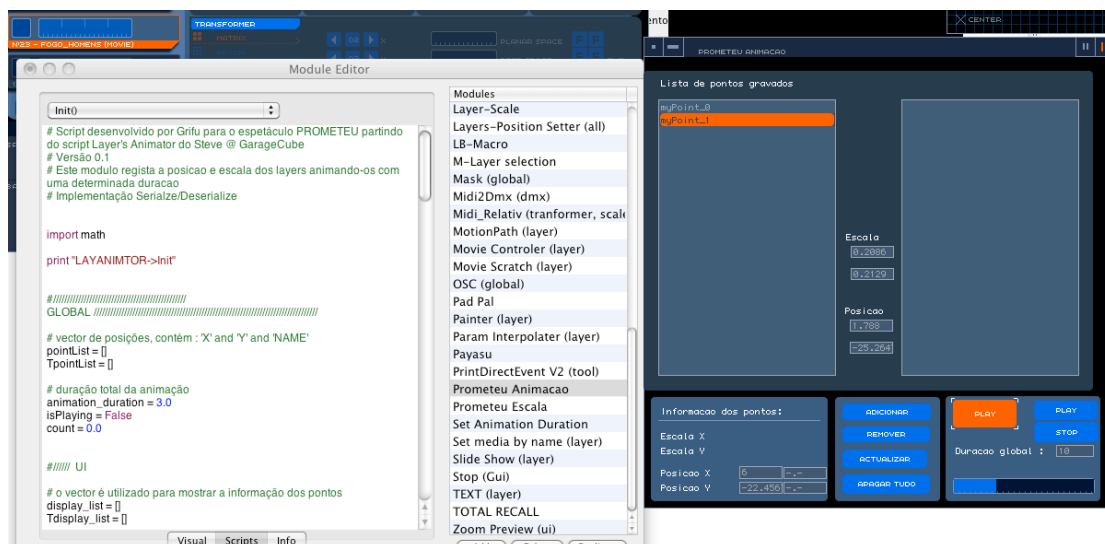 TRANSFORMER
MATRIX
02
PLANAR SPACE
F F
Nº23 - FOGO_HOMENS (MOVIE)
ento
CENTER
Module Editor
Init()
# Script desenvolvido por Grifu para o espetáculo PROMETEU partindo
do script Layer's Animator do Steve @ GarageCube
# Versão 0.1
# Este modulo regista a posicao e escala dos layers animando-os com
uma determinada duracao
# Implementação Serialze/Deserialize
import math
print "LAYANIMTOR->Init"
#////////////////////////////////////////////////
GLOBAL ////////////////////////////////////////////////////////////////////////////////
# vector de posições, contèm : 'X' and 'Y' and 'NAME'
pointList = []
TpointList = []
# duração total da animação
animation_duration = 3.0
isPlaying = False
count = 0.0
#////// UI
# o vector é utilizado para mostrar a informação dos pontos
display_list = []
Tdisplay_list = []
Visual
Scripts
Info
Modules
Layer-Scale
Layers-Position Setter (all)
LB-Macro
M-Layer selection
Mask (global)
Midi2Dmx (dmx)
Midi_Relativ (tranformer, scale
MotionPath (layer)
Movie Controler (layer)
Movie Scratch (layer)
OSC (global)
Pad Pal
Painter (layer)
Param Interpolater (layer)
Payasu
PrintDirectEvent V2 (tool)
Prometeu Animacao
Prometeu Escala
Set Animation Duration
Set media by name (layer)
Slide Show (layer)
Stop (Gui)
TEXT (layer)
TOTAL RECALL
Zoom Preview (ui)
PROMETEU ANIMACAO
Lista de pontos gravados
myPoint_0
myPoint_1
Escala
0.2086
0.2129
Posicao
1.788
-25.264
Informacao dos pontos:
Escala X
Escala Y
Posicao X 6 -.-
Posicao Y -22.456 -.-
ADICIONAR
REMOVER
ACTUALIZAR
APAGAR TUDO
PLAY
PLAY
STOP
Duracao global : 10